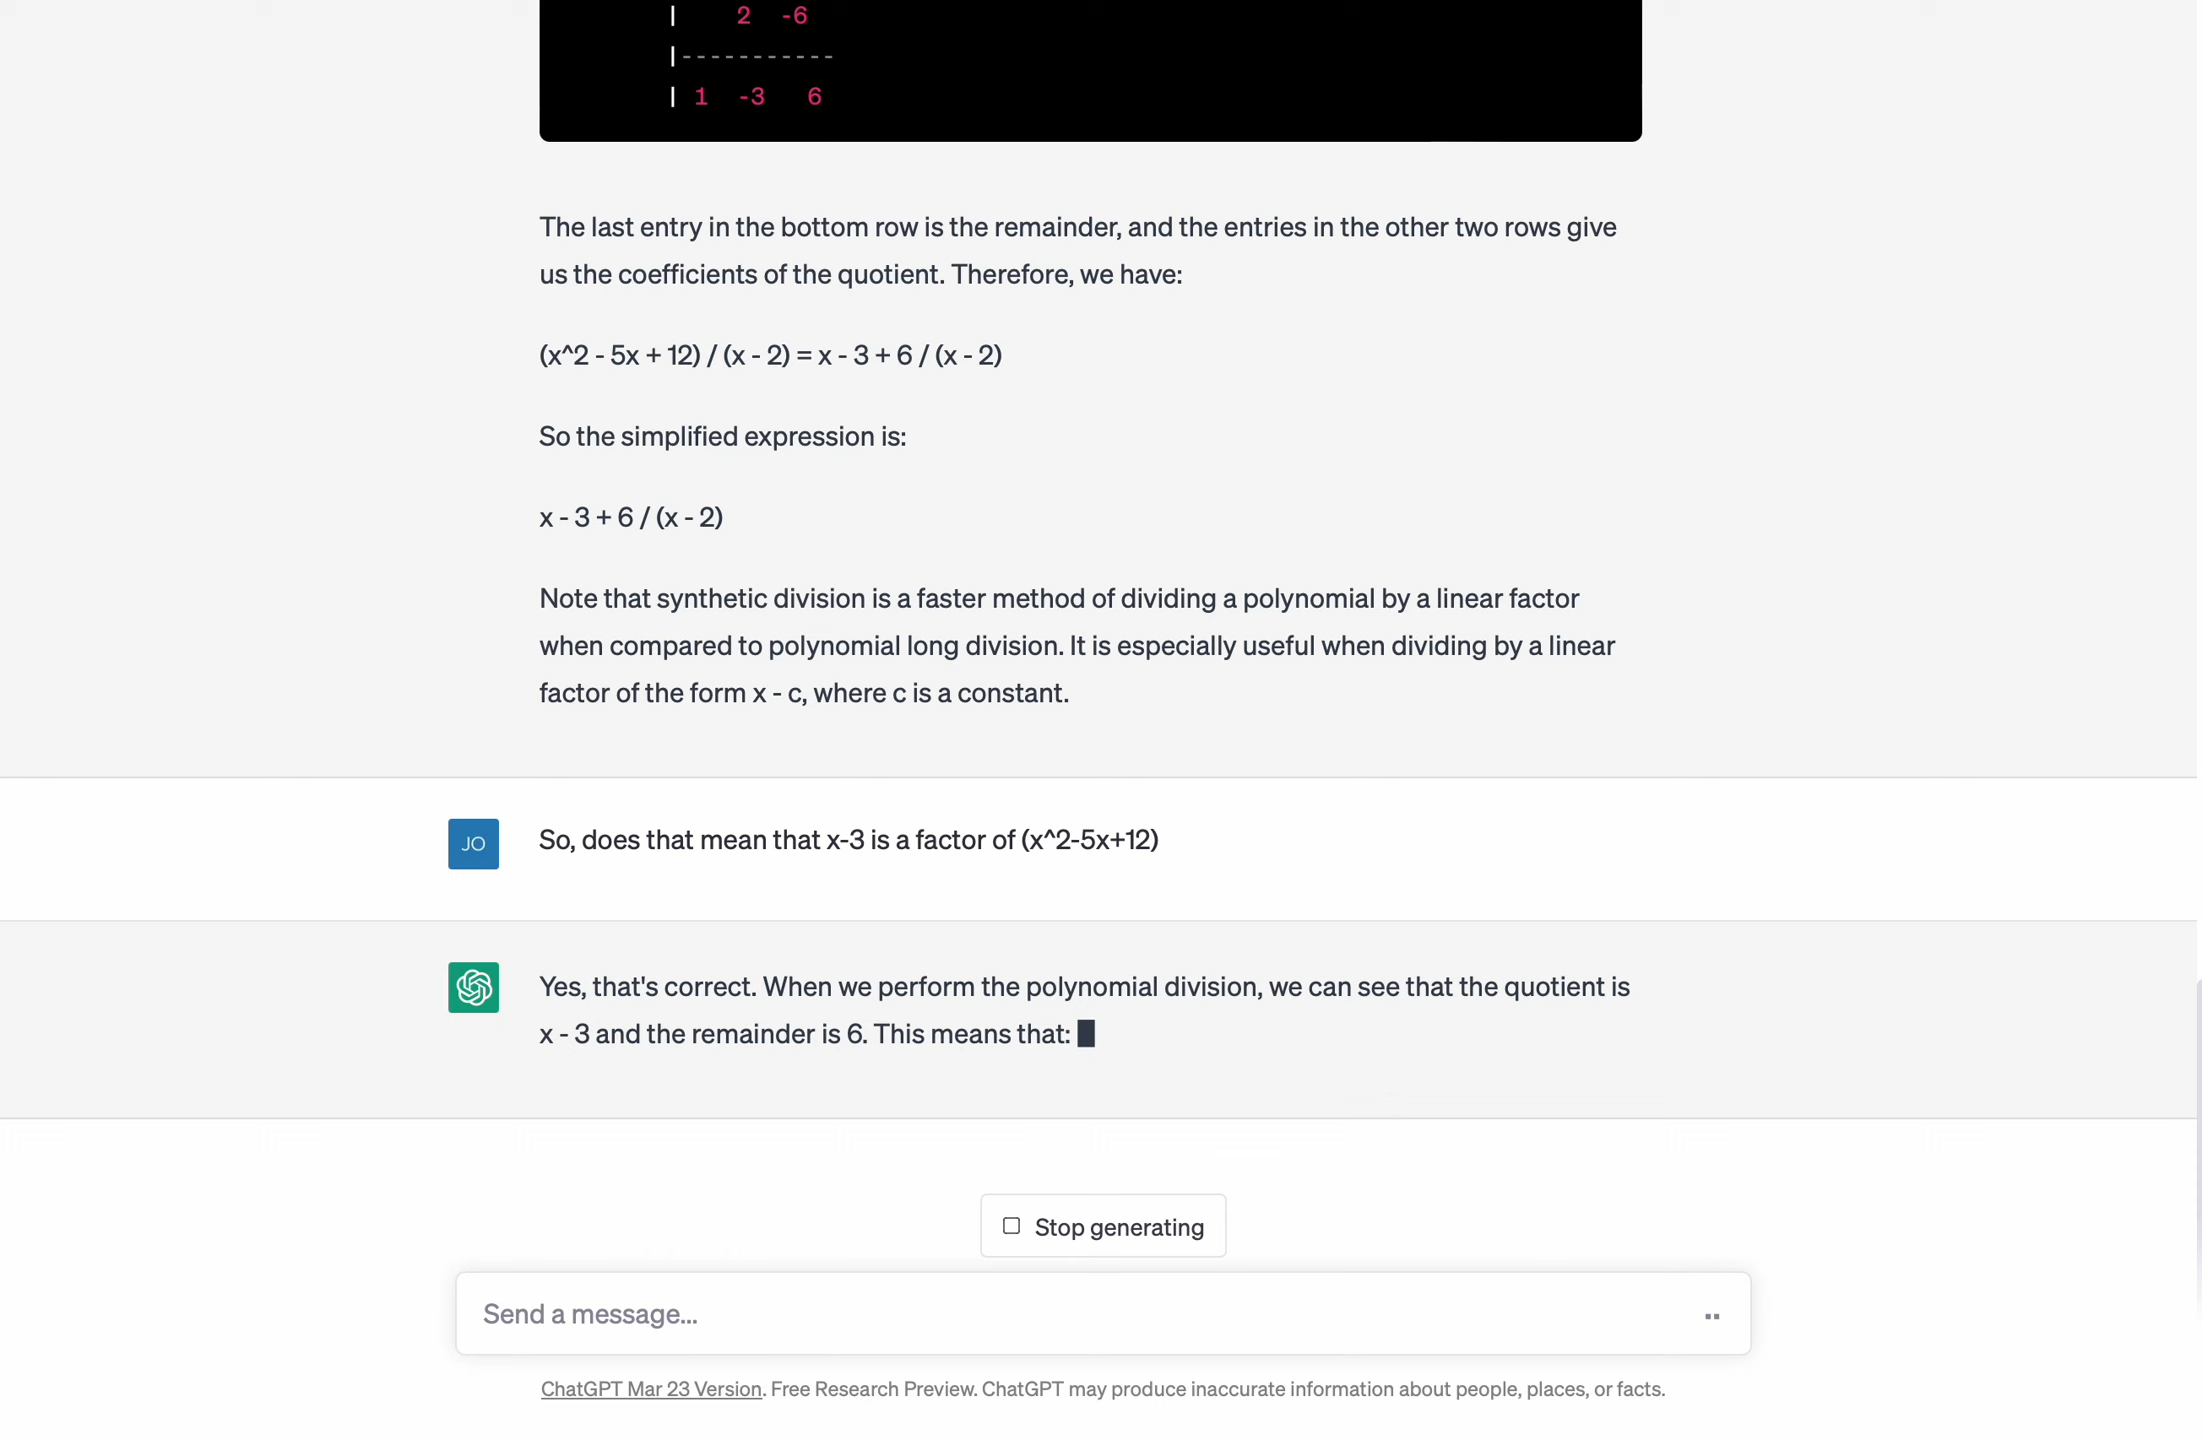 | 2 -6
|-----------
| 1 -3 6
The last entry in the bottom row is the remainder, and the entries in the other two rows give
us the coefficients of the quotient. Therefore, we have:
(x^2 - 5x + 12) / (x - 2) = x - 3 + 6 / (x - 2)
So the simplified expression is:
x - 3 + 6 / (x - 2)
Note that synthetic division is a faster method of dividing a polynomial by a linear factor
when compared to polynomial long division. It is especially useful when dividing by a linear
factor of the form x - c, where c is a constant.
JO
So, does that mean that x-3 is a factor of (x^2-5x+12)
Yes, that's correct. When we perform the polynomial division, we can see that the quotient is
x - 3 and the remainder is 6. This means that:
Stop generating
Send a message...
ChatGPT Mar 23 Version. Free Research Preview. ChatGPT may produce inaccurate information about people, places, or facts.